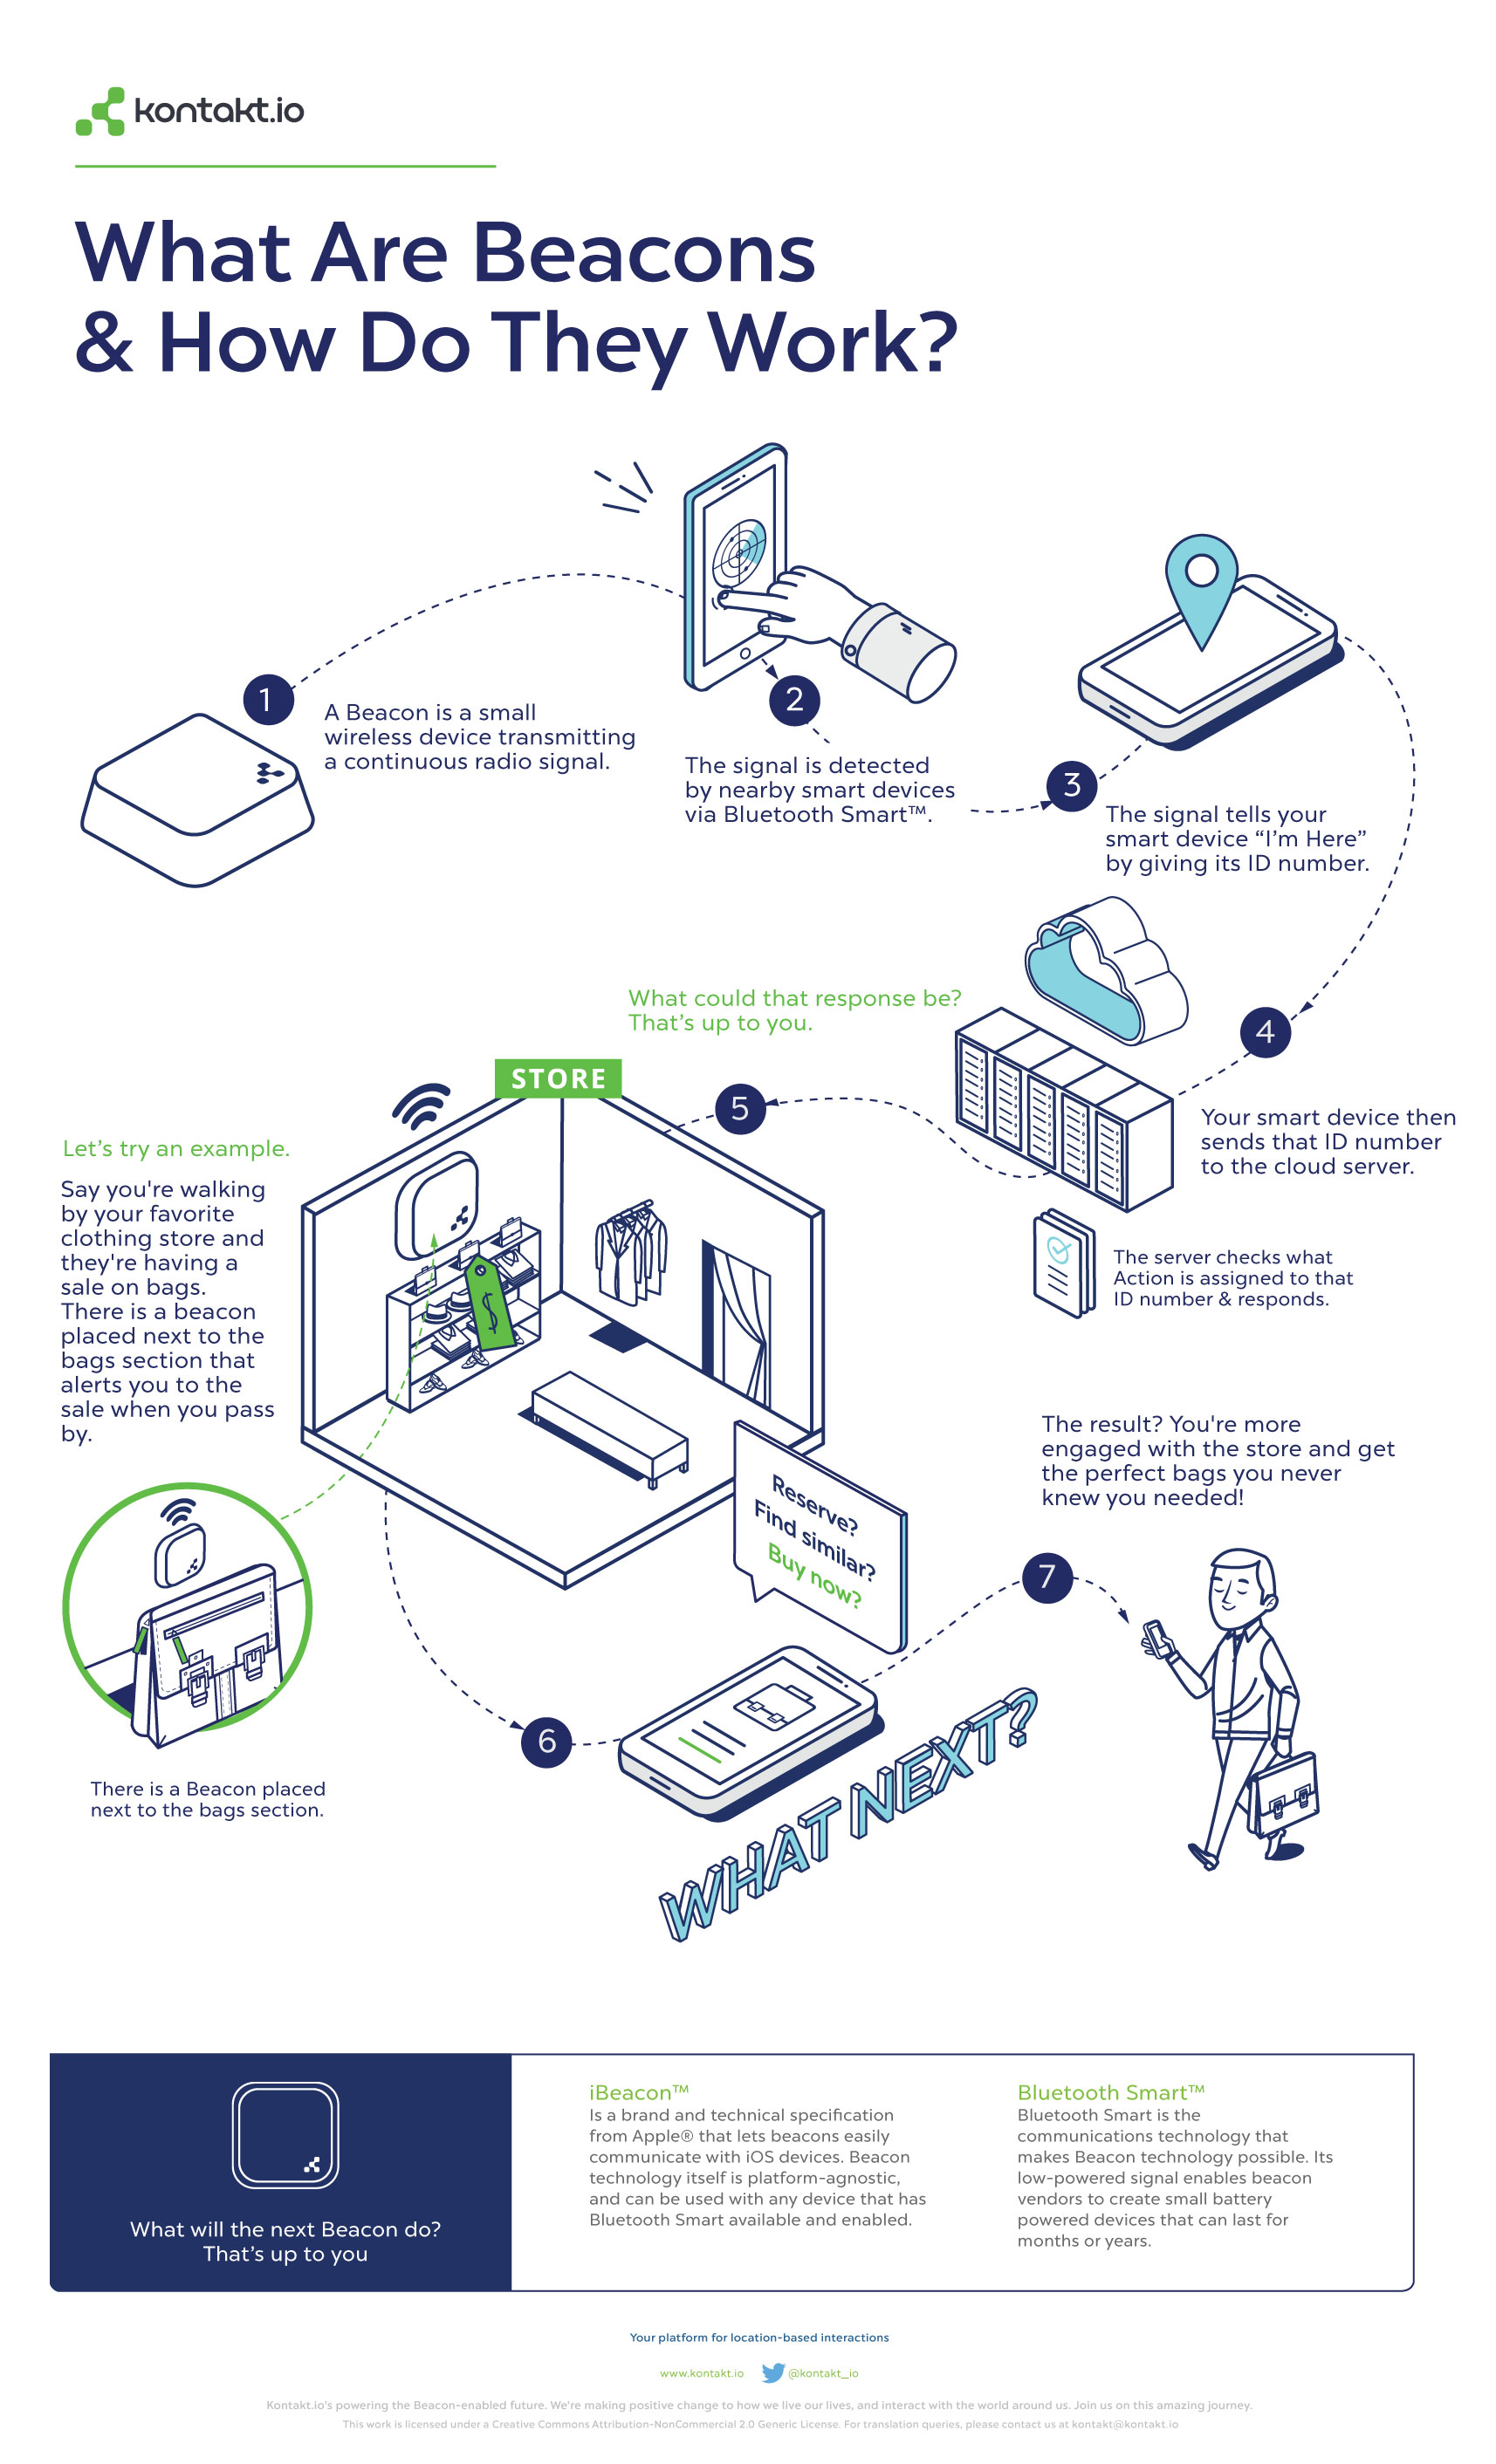 kontakt.io
What Are Beacons
& How Do They Work?
1
A Beacon is a small
wireless device transmitting
a continuous radio signal.
2
The signal is detected
by nearby smart devices
via Bluetooth Smart™.
3
The signal tells your
smart device “I’m Here”
by giving its ID number.
4
Your smart device then
sends that ID number
to the cloud server.
The server checks what
Action is assigned to that
ID number & responds.
What could that response be?
That’s up to you.
5
STORE
Let’s try an example.
Say you're walking
by your favorite
clothing store and
they're having a
sale on bags.
There is a beacon
placed next to the
bags section that
alerts you to the
sale when you pass
by.
$
There is a Beacon placed
next to the bags section.
6
Reserve?
Find similar?
Buy now?
WHAT NEXT?
7
The result? You're more
engaged with the store and get
the perfect bags you never
knew you needed!
What will the next Beacon do?
That’s up to you
iBeacon™
Is a brand and technical specification
from Apple® that lets beacons easily
communicate with iOS devices. Beacon
technology itself is platform-agnostic,
and can be used with any device that has
Bluetooth Smart available and enabled.
Bluetooth Smart™
Bluetooth Smart is the
communications technology that
makes Beacon technology possible. Its
low-powered signal enables beacon
vendors to create small battery
powered devices that can last for
months or years.
Your platform for location-based interactions
www.kontakt.io @kontakt_io
Kontakt.io's powering the Beacon-enabled future. We're making positive change to how we live our lives, and interact with the world around us. Join us on this amazing journey.
This work is licensed under a Creative Commons Attribution-NonCommercial 2.0 Generic License. For translation queries, please contact us at kontakt@kontakt.io